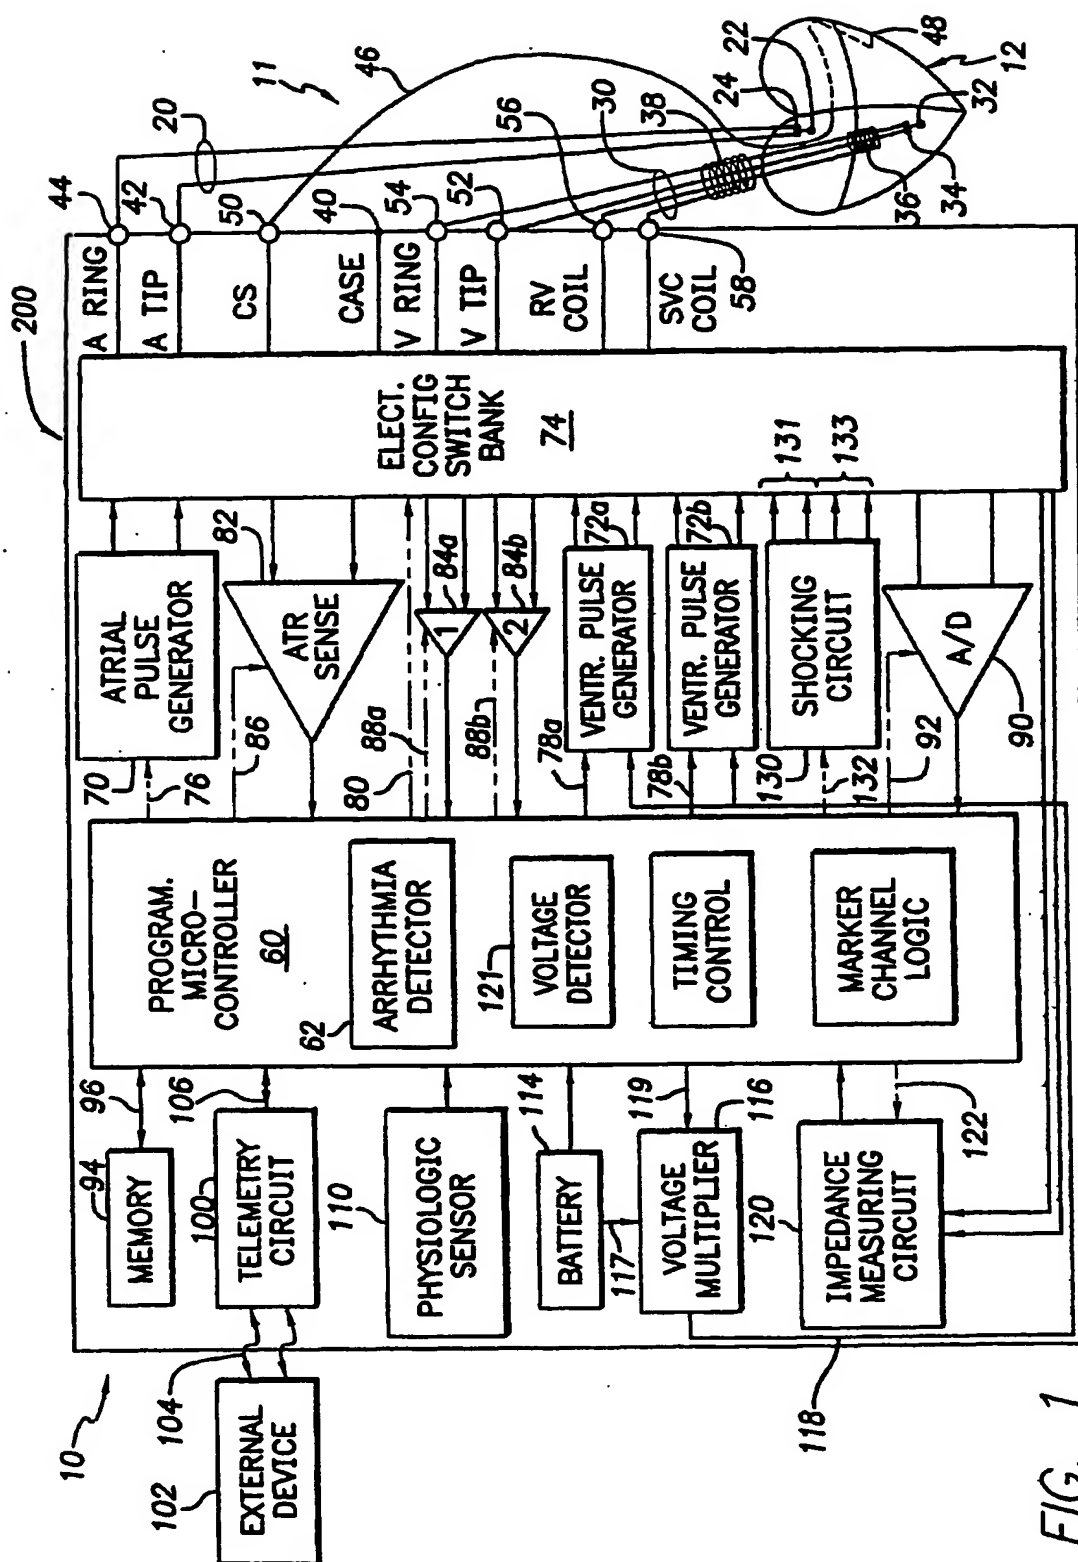 200
11
46
20
44
42
50
40
54
52
56
30
38
22
24
48
12
32
34
36
58
A RING
A TIP
CS
CASE
V RING
V TIP
RV
COIL
SVC
COIL
ELECT.
CONFIG
SWITCH
BANK
74
ATRIAL
PULSE
GENERATOR
70
76
82
ATR
SENSE
86
80
88a
1
84a
88b
2
84b
VENTR. PULSE
GENERATOR
72a
78a
VENTR. PULSE
GENERATOR
72b
78b
SHOCKING
CIRCUIT
130
132
131
133
A/D
90
92
PROGRAM.
MICRO-
CONTROLLER
60
ARRHYTHMIA
DETECTOR
62
VOLTAGE
DETECTOR
121
TIMING
CONTROL
MARKER
CHANNEL
LOGIC
94
MEMORY
96
100
TELEMETRY
CIRCUIT
106
110
PHYSIOLOGIC
SENSOR
BATTERY
114
117
VOLTAGE
MULTIPLIER
116
119
120
IMPEDANCE
MEASURING
CIRCUIT
122
118
10
104
102
EXTERNAL
DEVICE
FIG. 1